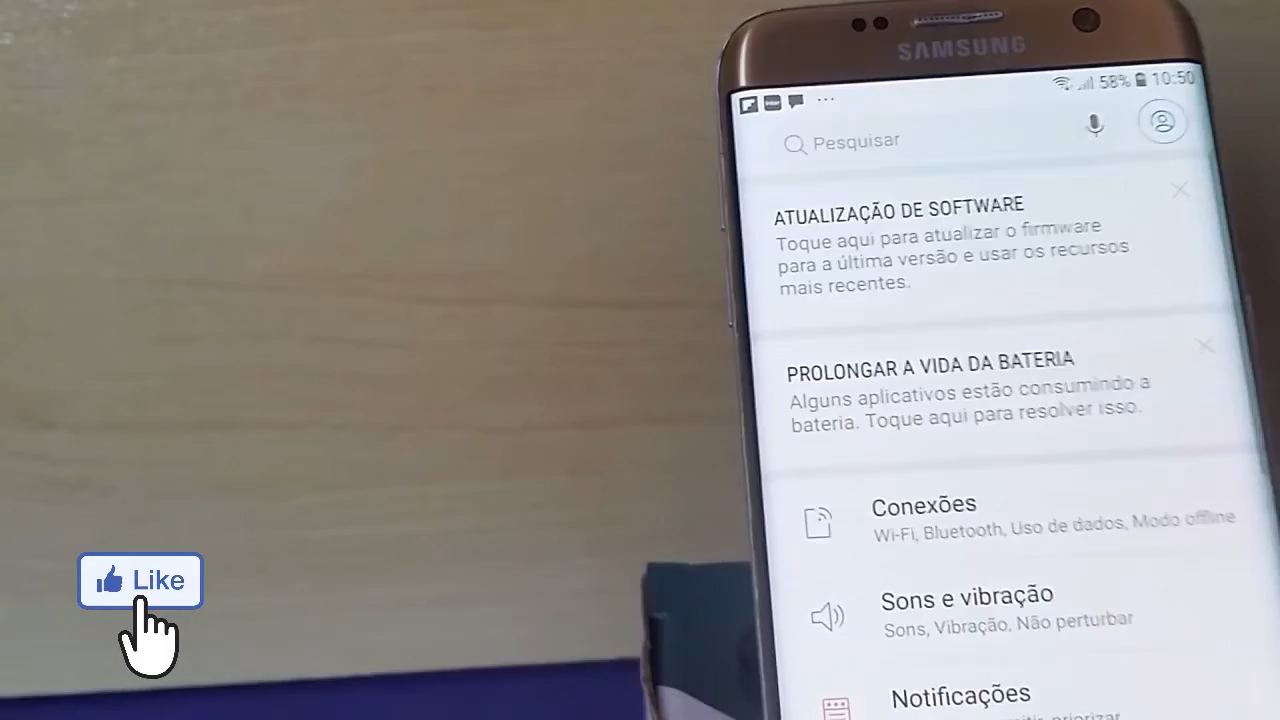 SAMSUNG
58% 10:50
Pesquisar
ATUALIZAÇÃO DE SOFTWARE
Toque aqui para atualizar o firmware
para a última versão e usar os recursos
mais recentes.
PROLONGAR A VIDA DA BATERIA
Alguns aplicativos estão consumindo a
bateria. Toque aqui para resolver isso.
Conexões
Wi-Fi, Bluetooth, Uso de dados, Modo offline
Sons e vibração
Sons, Vibração, Não perturbar
Notificações
priorizar
Like